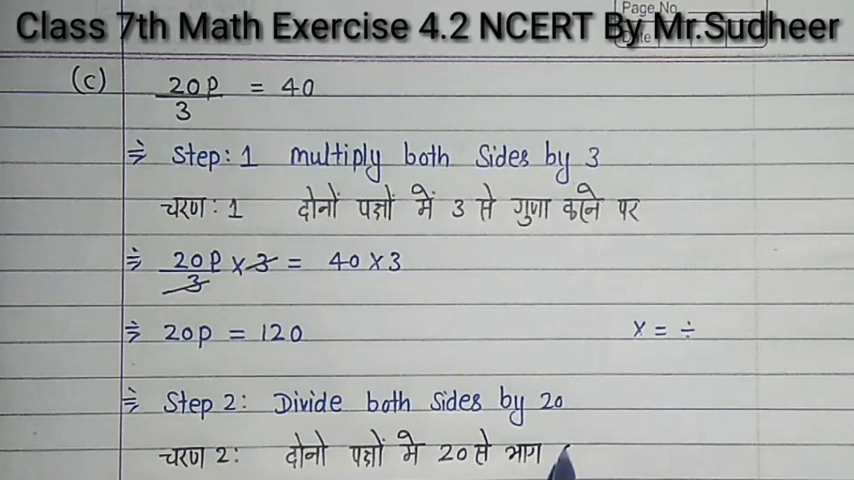 Page No
Date
Class 7th Math Exercise 4.2 NCERT By Mr.Sudheer
(c) 20p/3 = 40
⇒ Step: 1 multiply both sides by 3
चरण: 1 दोनों पक्षों में 3 से गुणा करने पर
⇒ 20p/3 × 3 = 40 × 3
⇒ 20p = 120 × = ÷
⇒ Step 2: Divide both sides by 20
चरण 2: दोनो पक्षों मे 20 से भाग